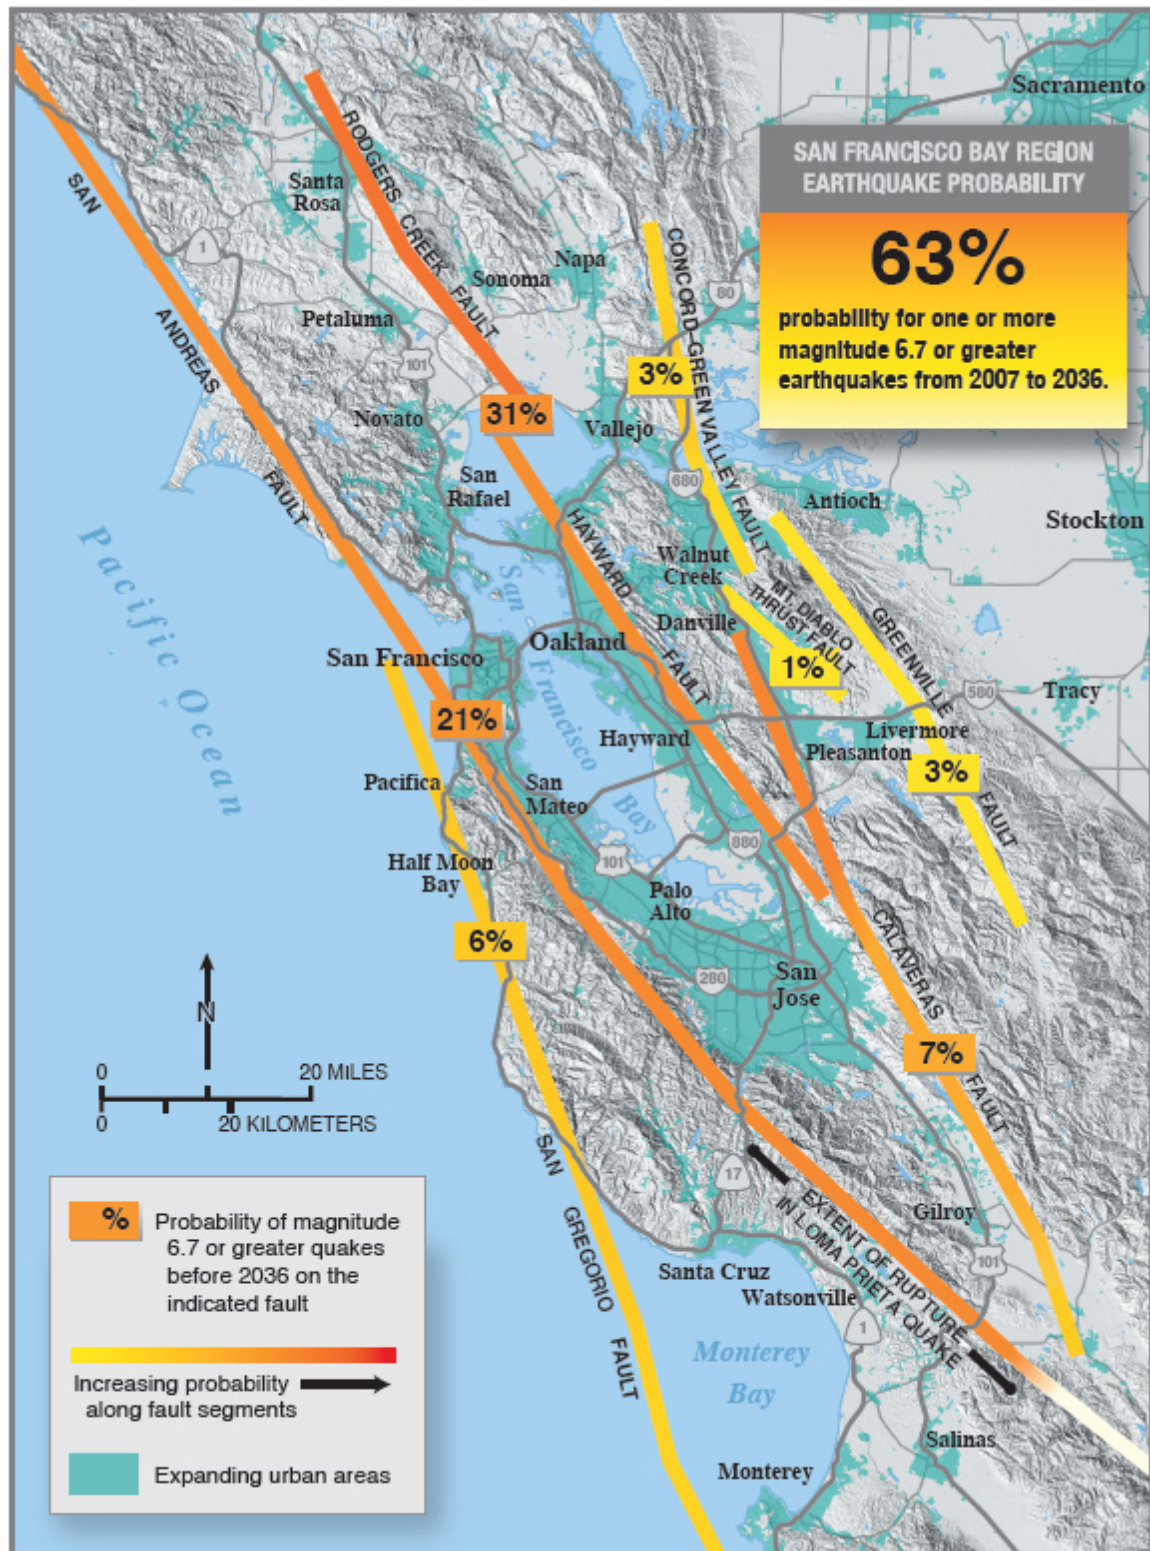 Sacramento
SAN FRANCISCO BAY REGION
EARTHQUAKE PROBABILITY
63%
probability for one or more
magnitude 6.7 or greater
earthquakes from 2007 to 2036.
RODGERS CREEK FAULT
SAN ANDREAS FAULT
Santa
Rosa
1
Sonoma
Napa
CONCORD–GREEN VALLEY FAULT
80
Petaluma
101
3%
31%
Novato
Vallejo
San
Rafael
680
Antioch
Stockton
HAYWARD FAULT
Walnut
Creek
MT. DIABLO
THRUST FAULT
GREENVILLE FAULT
Pacific Ocean
San Francisco Bay
Danville
Oakland
San Francisco
1%
580
Tracy
21%
Hayward
Livermore
Pleasanton
3%
Pacifica
San
Mateo
880
Half Moon
Bay
101
Palo
Alto
CALAVERAS FAULT
6%
280
San
Jose
N
7%
0
20 MILES
0
20 KILOMETERS
SAN GREGORIO FAULT
17
EXTENT OF RUPTURE
IN LOMA PRIETA QUAKE
Gilroy
101
Santa Cruz
Watsonville
1
Monterey
Bay
Salinas
Monterey
%
Probability of magnitude
6.7 or greater quakes
before 2036 on the
indicated fault
Increasing probability
along fault segments
Expanding urban areas